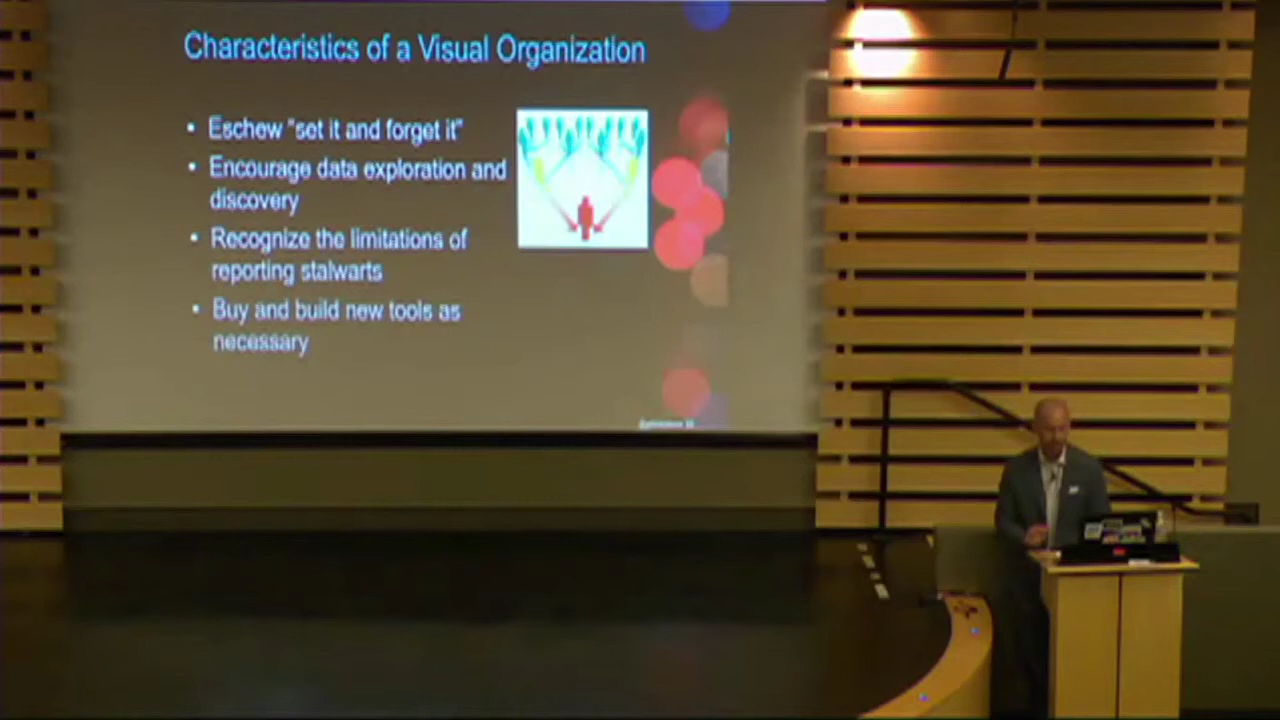 Characteristics of a Visual Organization
• Eschew "set it and forget it"
• Encourage data exploration and
discovery
• Recognize the limitations of
reporting stalwarts
• Buy and build new tools as
necessary